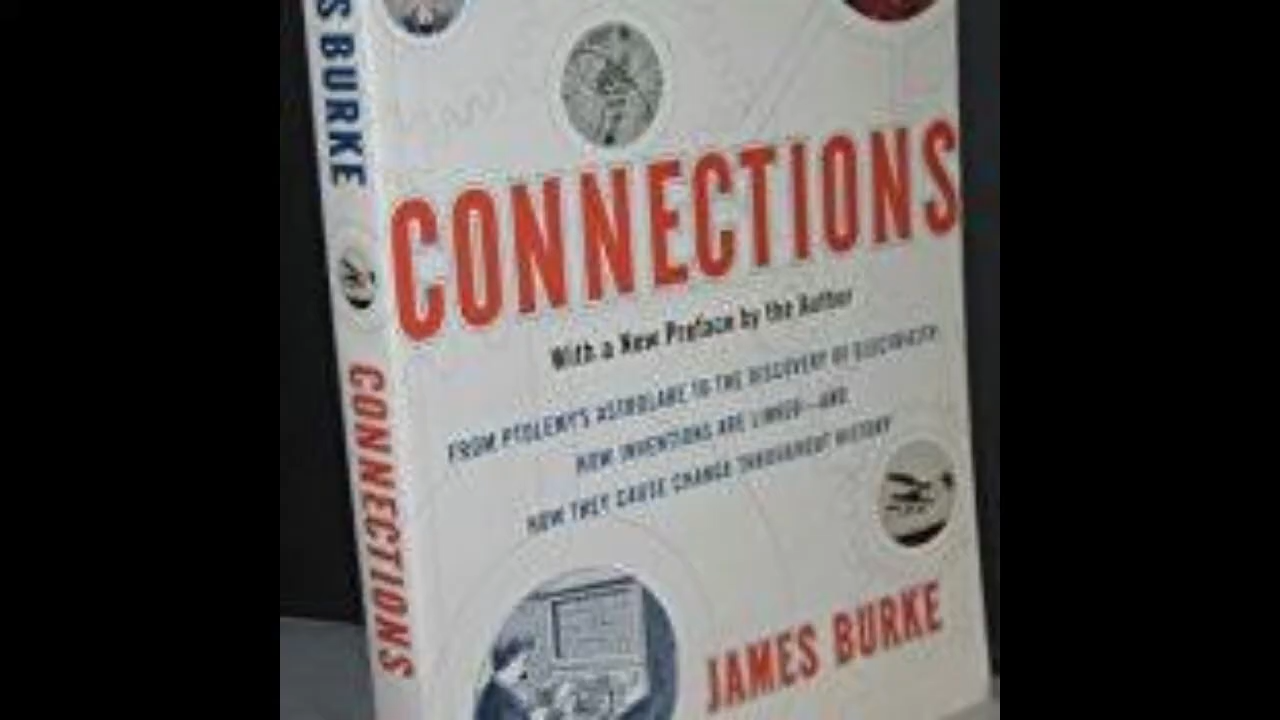 S BURKE
CONNECTIONS
CONNECTIONS
With a New Preface by the Author
FROM PTOLEMY'S ASTROLABE TO THE DISCOVERY OF ELECTRICITY
HOW INVENTIONS ARE LINKED—AND
HOW THEY CAUSE CHANGE THROUGHOUT HISTORY
JAMES BURKE